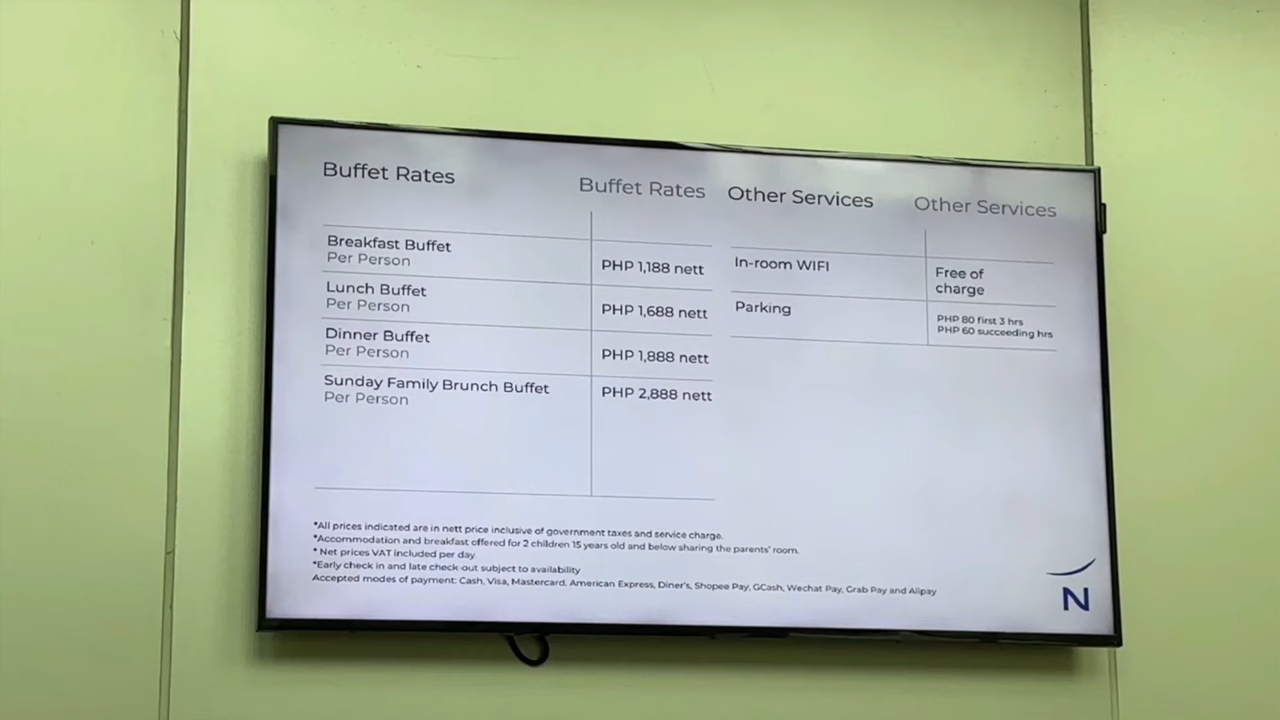 Buffet Rates
Buffet Rates
Breakfast Buffet
Per Person
PHP 1,188 nett
Lunch Buffet
Per Person
PHP 1,688 nett
Dinner Buffet
Per Person
PHP 1,888 nett
Sunday Family Brunch Buffet
Per Person
PHP 2,888 nett
Other Services
Other Services
In-room WIFI
Free of
charge
Parking
PHP 80 first 3 hrs
PHP 60 succeeding hrs
*All prices indicated are in nett price inclusive of government taxes and service charge.
*Accommodation and breakfast offered for 2 children 15 years old and below sharing the parents' room.
* Net prices VAT included per day.
*Early check in and late check-out subject to availability
Accepted modes of payment: Cash, Visa, Mastercard, American Express, Diner's, Shopee Pay, GCash, Wechat Pay, Grab Pay and Alipay
N